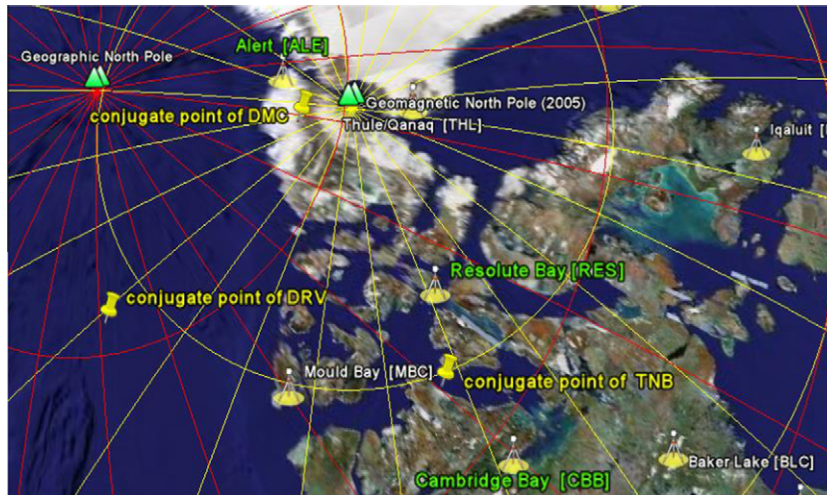 Alert [ALE]
Geographic North Pole
Geomagnetic North Pole (2005)
conjugate point of DMC
Thule/Qanaq [THL]
Iqaluit [
Resolute Bay [RES]
conjugate point of DRV
Mould Bay [MBC]
conjugate point of TNB
Baker Lake [BLC]
Cambridge Bay [CBB]